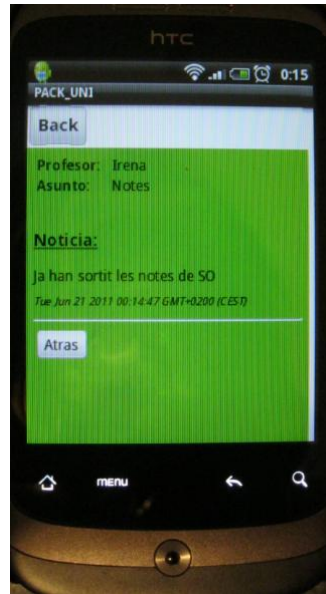 hTC
0:15
PACK_UNI
Back
Profesor: Irena
Asunto: Notes
Noticia:
Ja han sortit les notes de SO
Tue Jun 21 2011 00:14:47 GMT+0200 (CEST)
Atras
menu